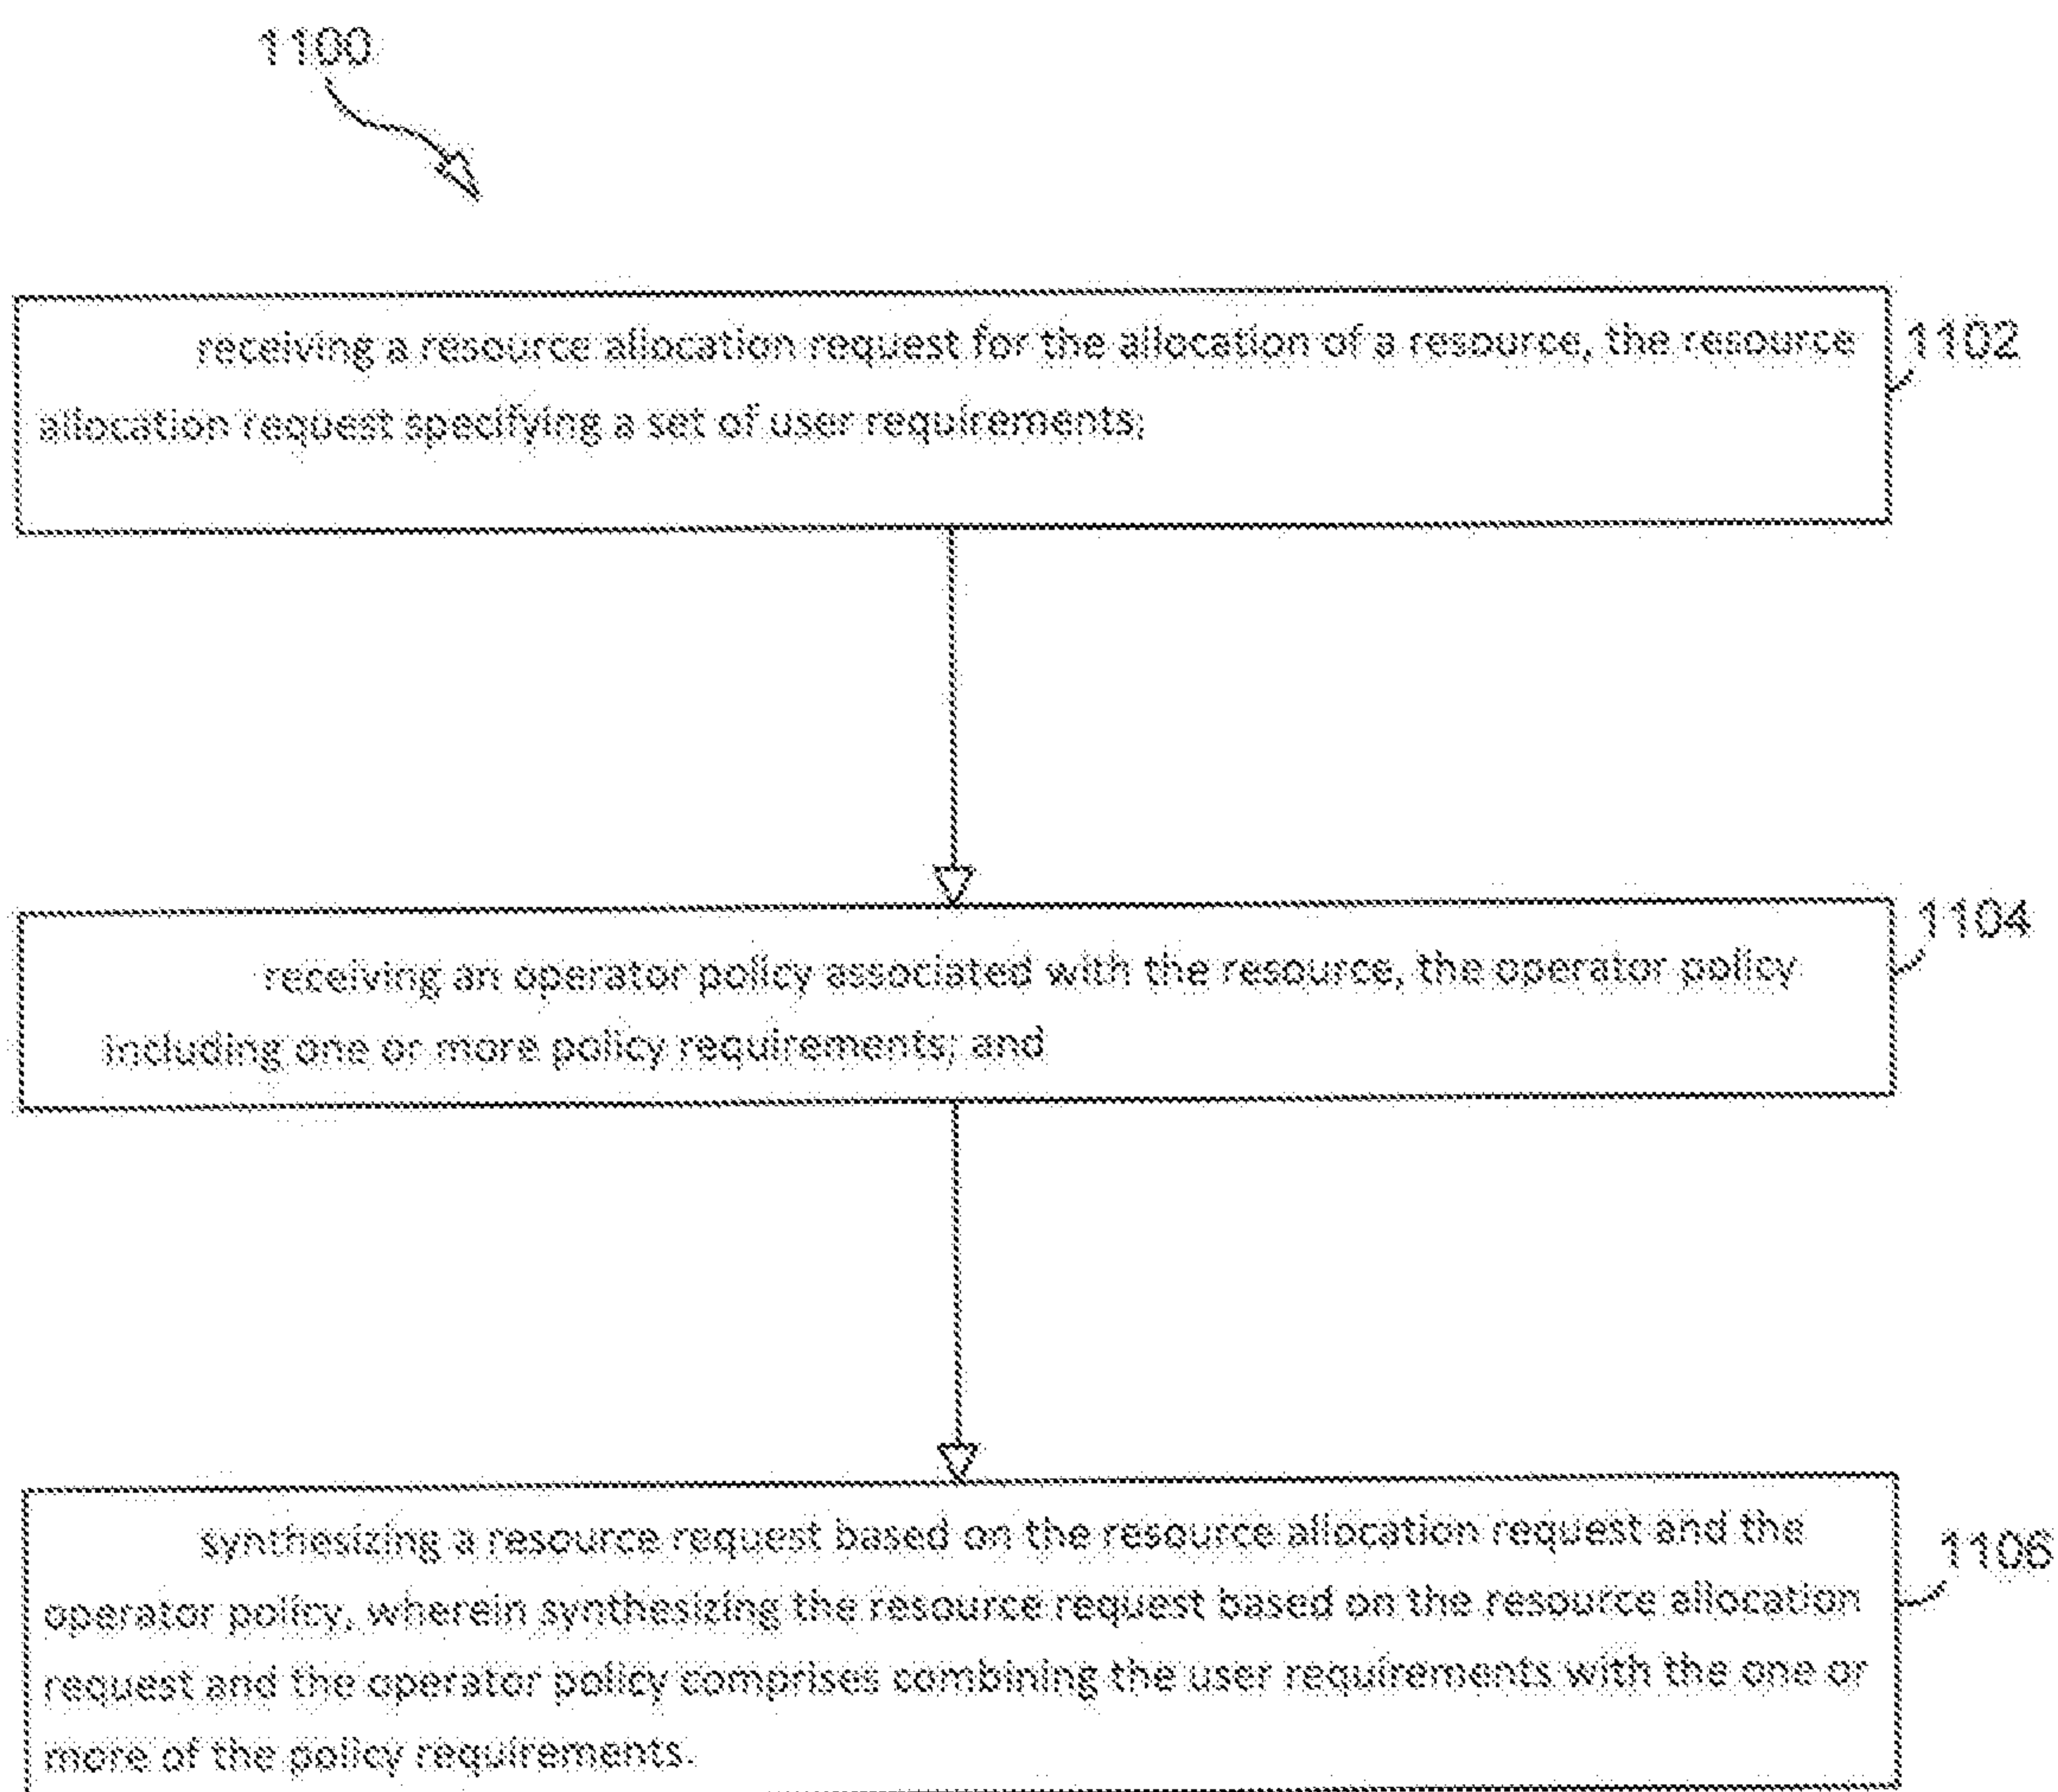 1100
receiving a resource allocation request for the allocation of a resource, the resource
1102
allocation request specifying a set of user requirements;
1104
receiving an operator policy associated with the resource, the operator policy
including one or more policy requirements; and
synthesizing a resource request based on the resource allocation request and the
1106
operator policy, wherein synthesizing the resource request based on the resource allocation
request and the operator policy comprises combining the user requirements with the one or
more of the policy requirements.